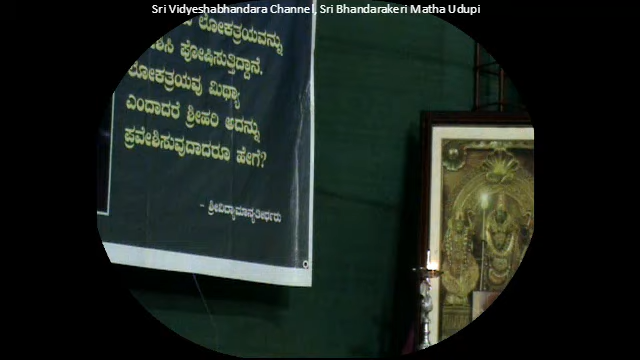 Sri Vidyeshabhandara Channel, Sri Bhandarakeri Matha Udupi
ಲೋಕತ್ರಯವನ್ನು
ಪೋಷಿಸುತ್ತಿದ್ದಾನೆ.
ಲೋಕತ್ರಯವು ಮಿಥ್ಯಾ
ಎಂದಾದರೆ ಶ್ರೀಹರಿ ಅದನ್ನು
ಪ್ರವೇಶಿಸುವುದಾದರೂ ಹೇಗೆ?
- ಶ್ರೀವಿದ್ಯಾಮಾನ್ಯತೀರ್ಥರು